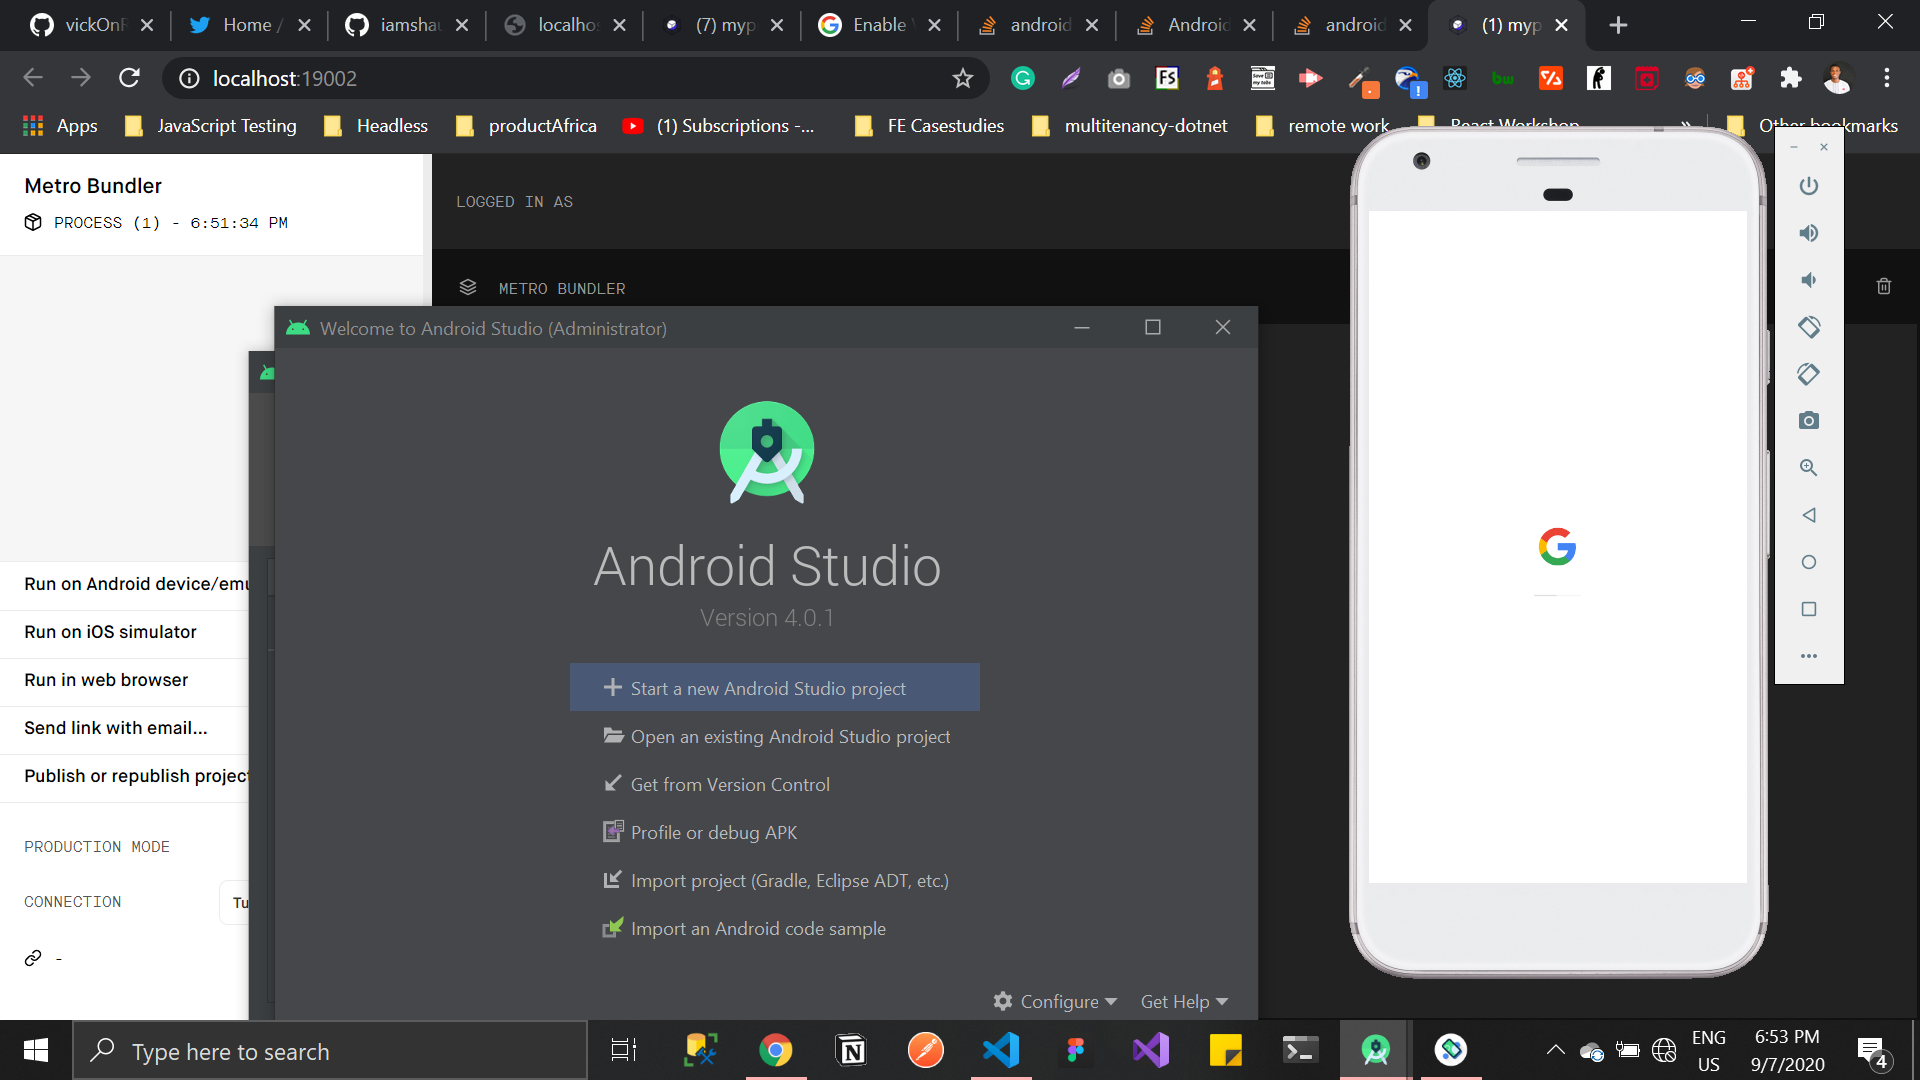 vickOnR
Home /
iamshau
localhos
(7) myp
Enable
android
Android
android
(1) myp
localhost:19002
Apps
JavaScript Testing
Headless
productAfrica
(1) Subscriptions -...
FE Casestudies
multitenancy-dotnet
remote work
React Workshop
»
Other bookmarks
Metro Bundler
PROCESS (1) - 6:51:34 PM
LOGGED IN AS
METRO BUNDLER
Welcome to Android Studio (Administrator)
Android Studio
Version 4.0.1
Start a new Android Studio project
Open an existing Android Studio project
Get from Version Control
Profile or debug APK
Import project (Gradle, Eclipse ADT, etc.)
Import an Android code sample
Configure
Get Help
Run on Android device/emu
Run on iOS simulator
Run in web browser
Send link with email...
Publish or republish project
PRODUCTION MODE
CONNECTION
Tu
-
Type here to search
ENG
US
6:53 PM
9/7/2020
4